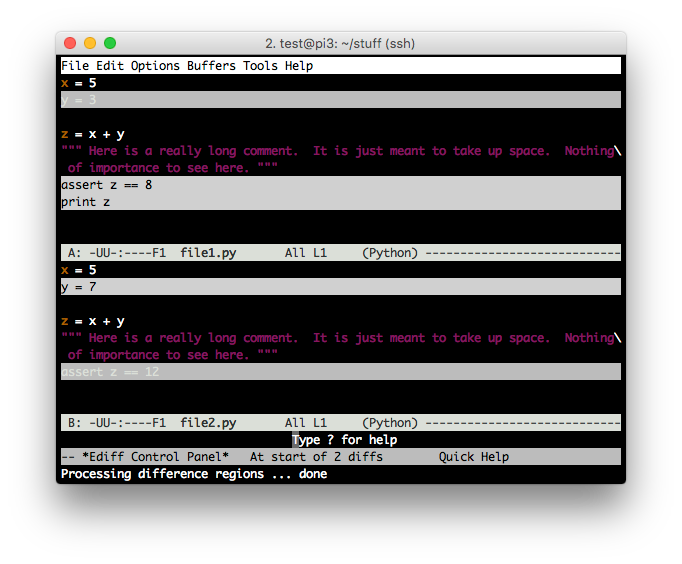 2. test@pi3: ~/stuff (ssh)
File Edit Options Buffers Tools Help
x = 5
y = 3
z = x + y
""" Here is a really long comment.  It is just meant to take up space.  Nothing\
 of importance to see here. """
assert z == 8
print z
 A: -UU-:----F1  file1.py       All L1     (Python) ----------------------------
x = 5
y = 7
z = x + y
""" Here is a really long comment.  It is just meant to take up space.  Nothing\
 of importance to see here. """
assert z == 12
 B: -UU-:----F1  file2.py       All L1     (Python) ----------------------------
Type ? for help
-- *Ediff Control Panel*   At start of 2 diffs        Quick Help
Processing difference regions ... done